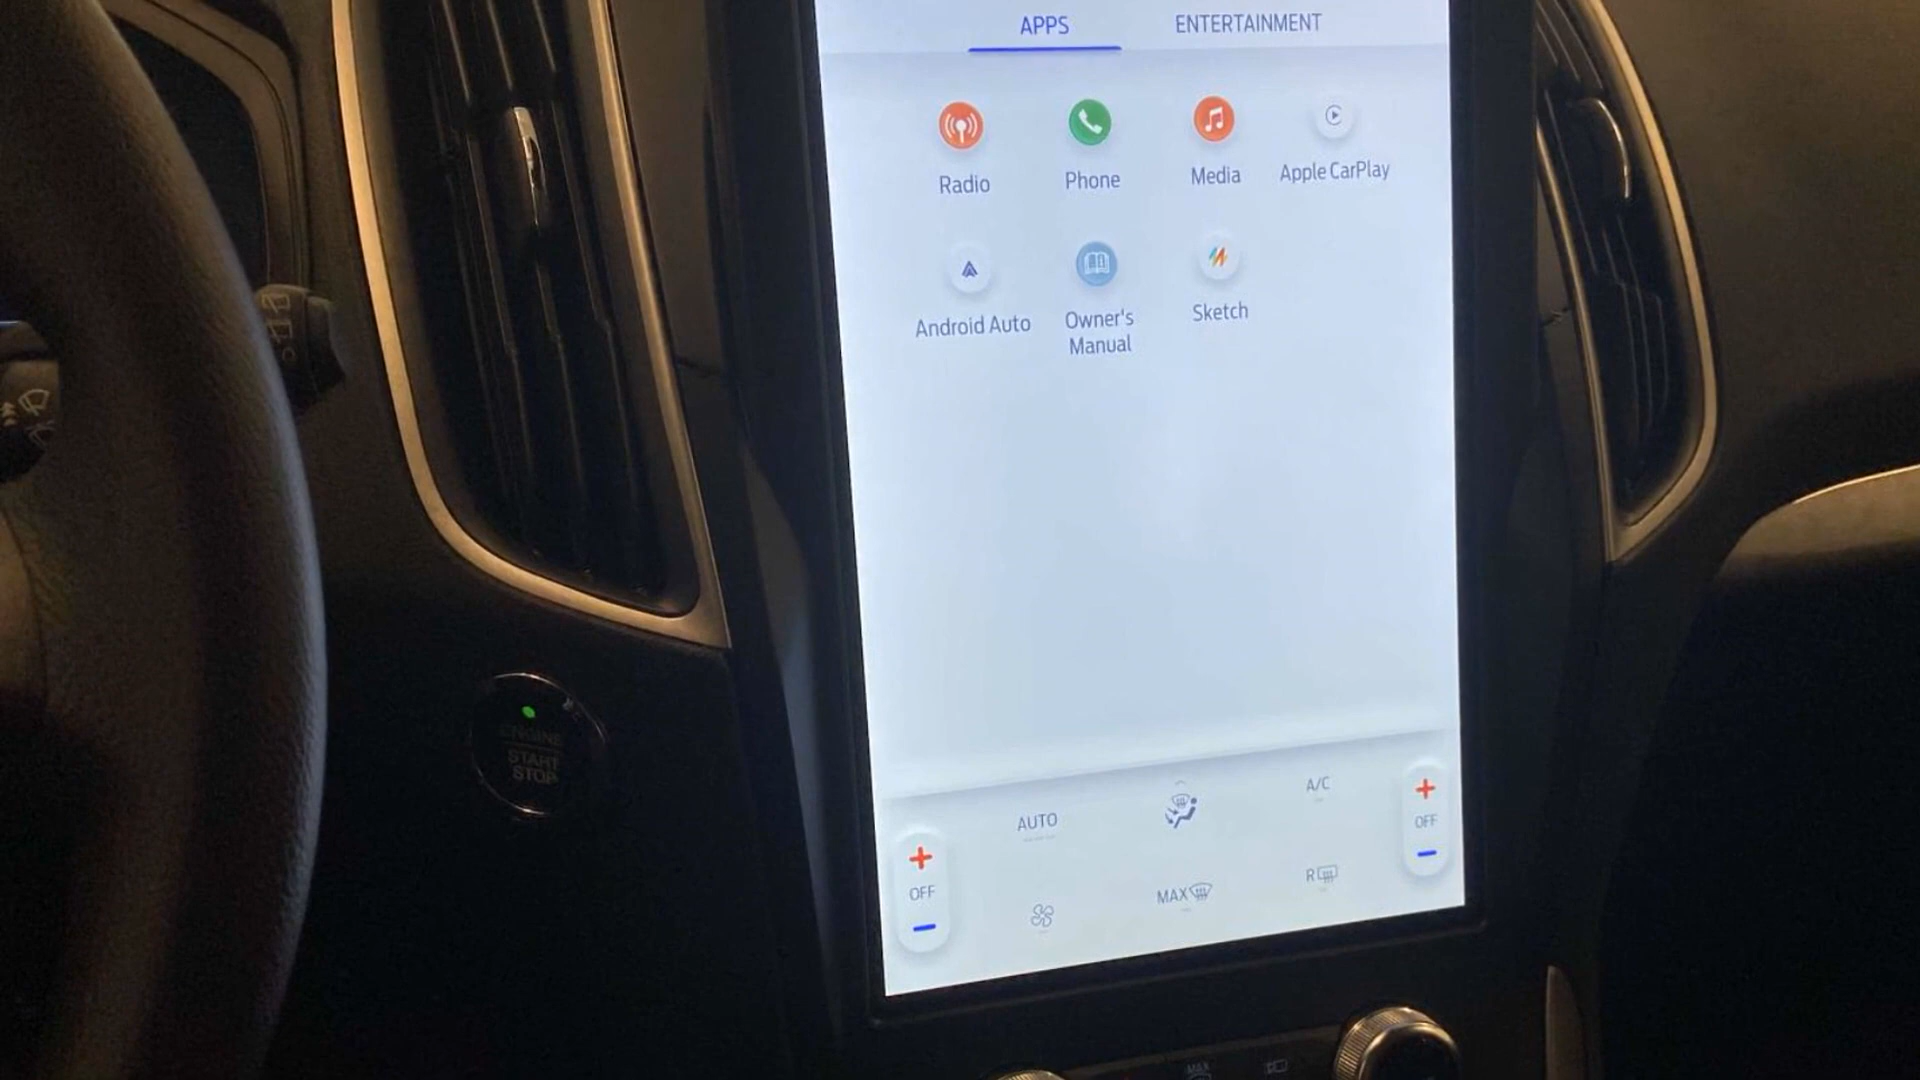 APPS ENTERTAINMENT
Radio Phone Media Apple CarPlay
Android Auto Owner's Manual Sketch
AUTO A/C
OFF OFF
MAX R
ENGINE
START
STOP
MAX